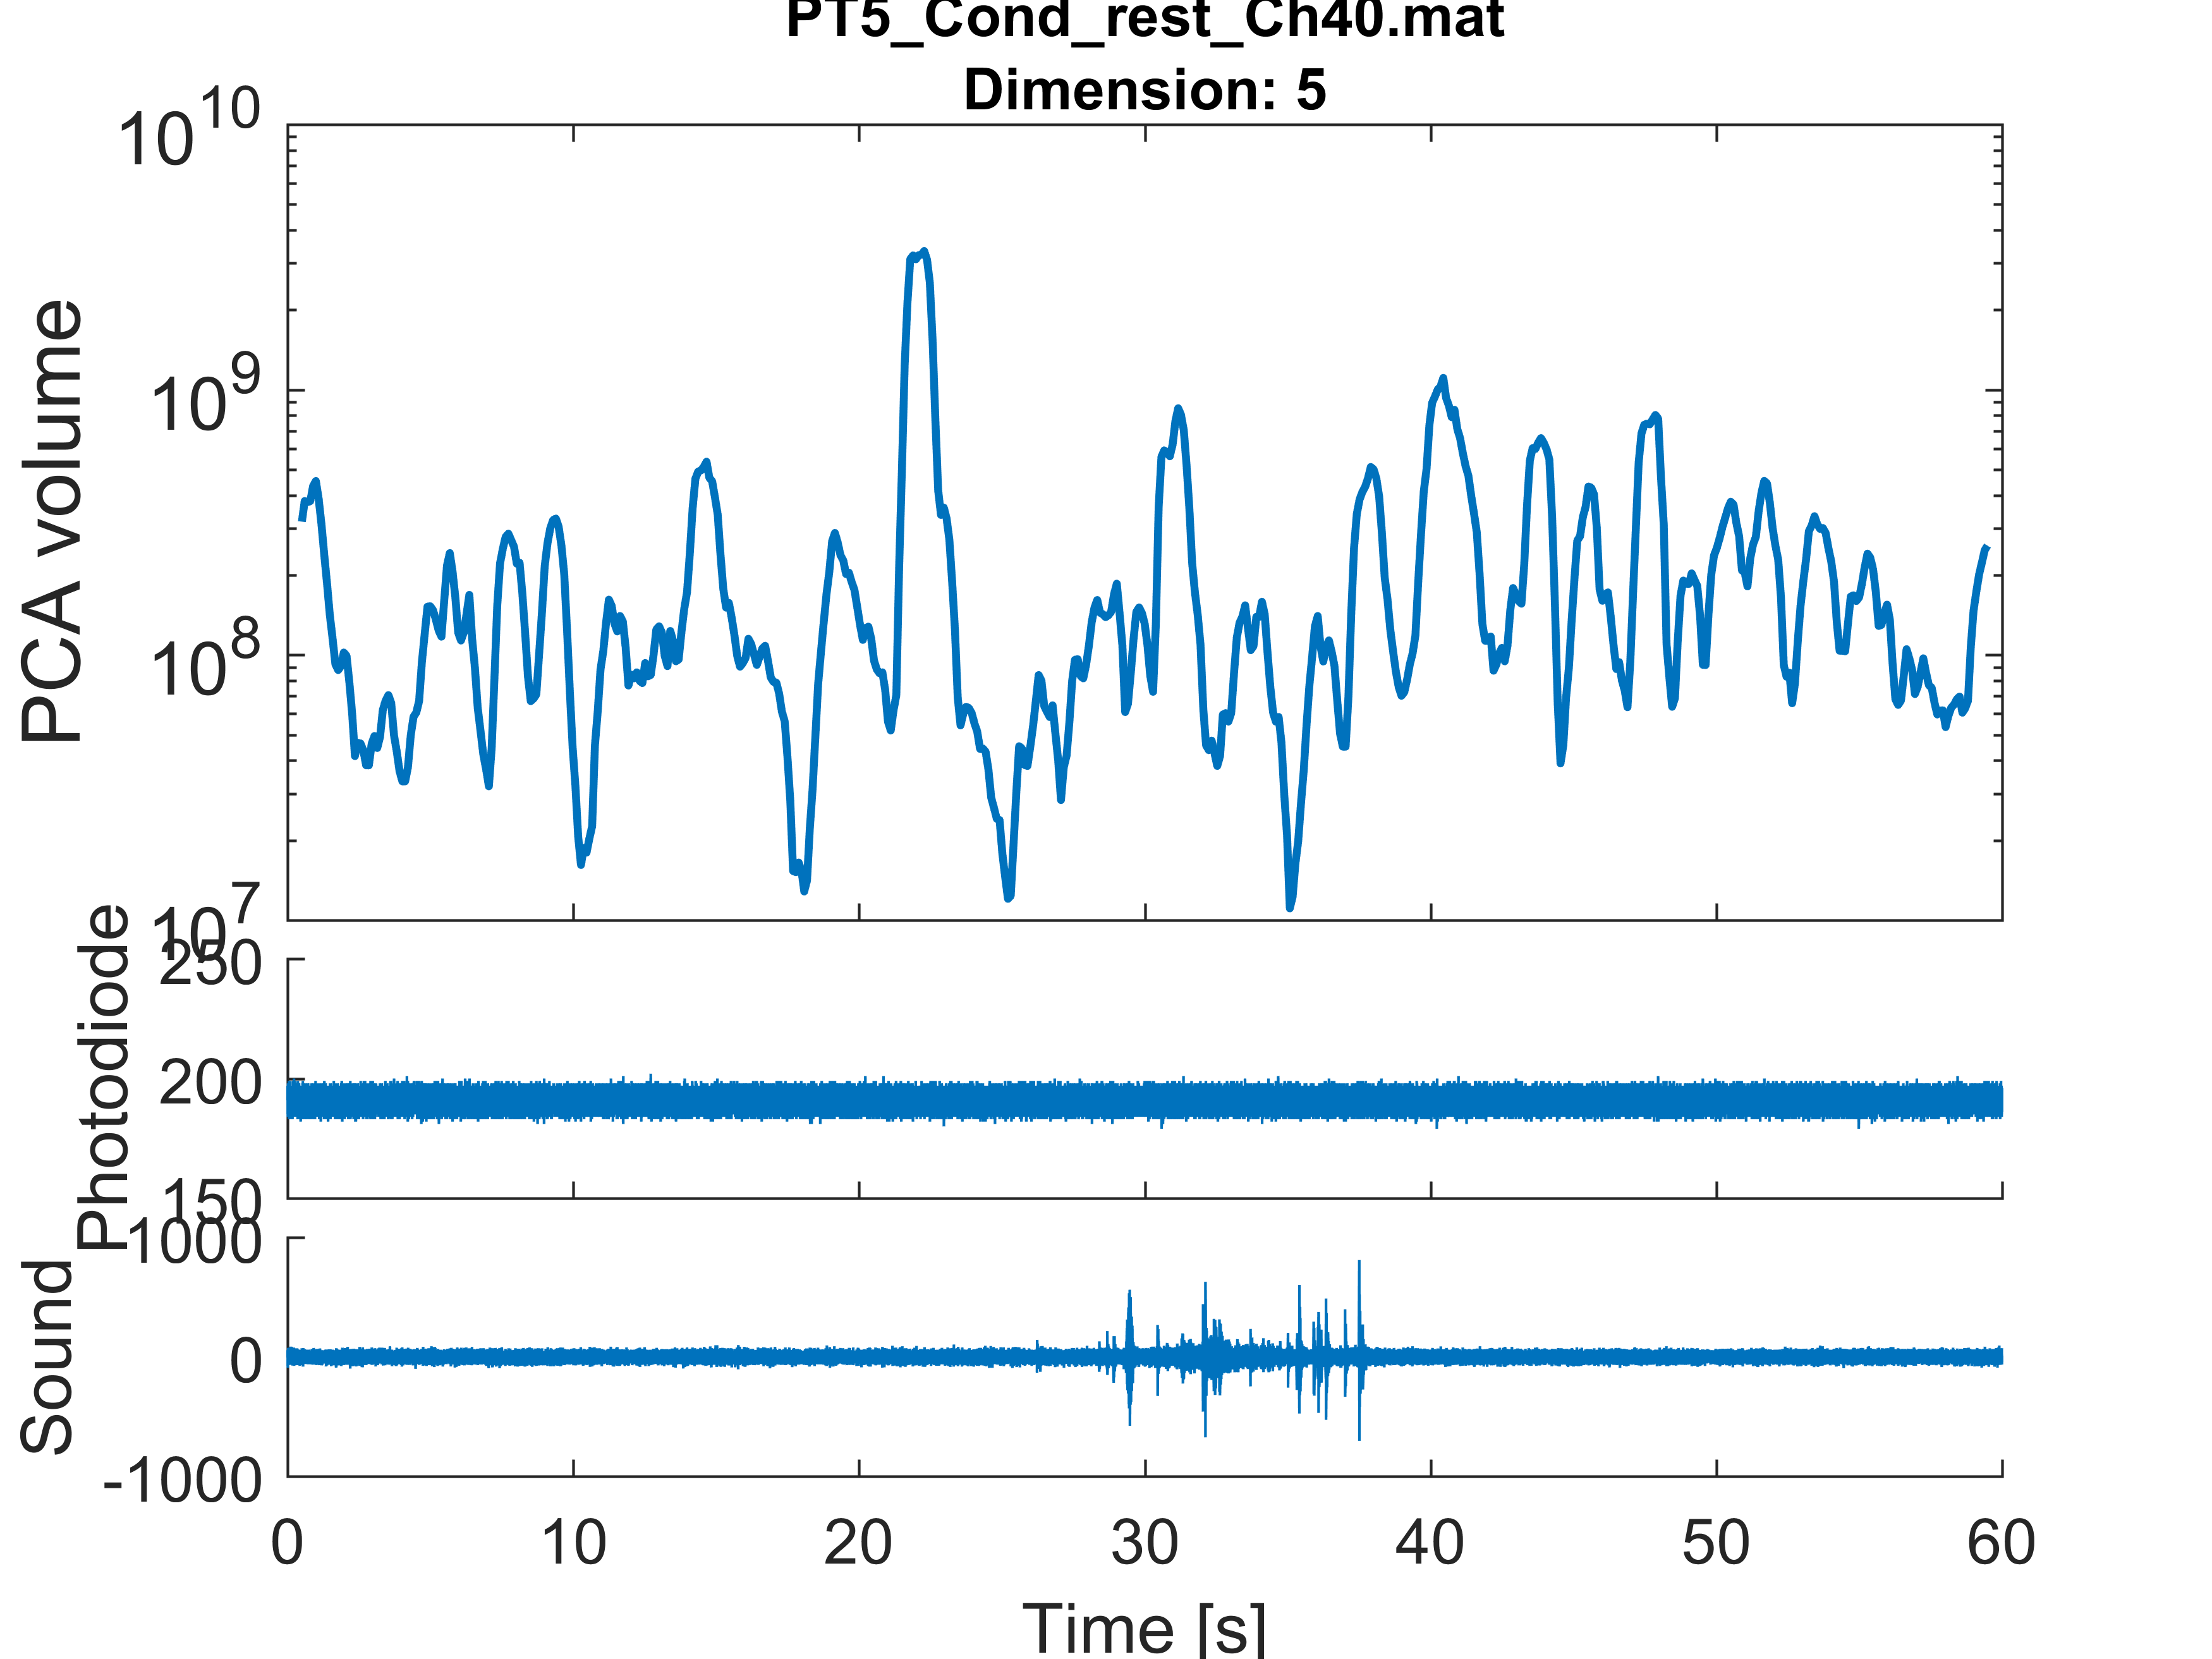 PT5_Cond_rest_Ch40.mat
Dimension: 5
PCA volume
10^10
10^9
10^8
10^7
Photodiode
250
200
150
Sound
1000
0
-1000
0 10 20 30 40 50 60
Time [s]